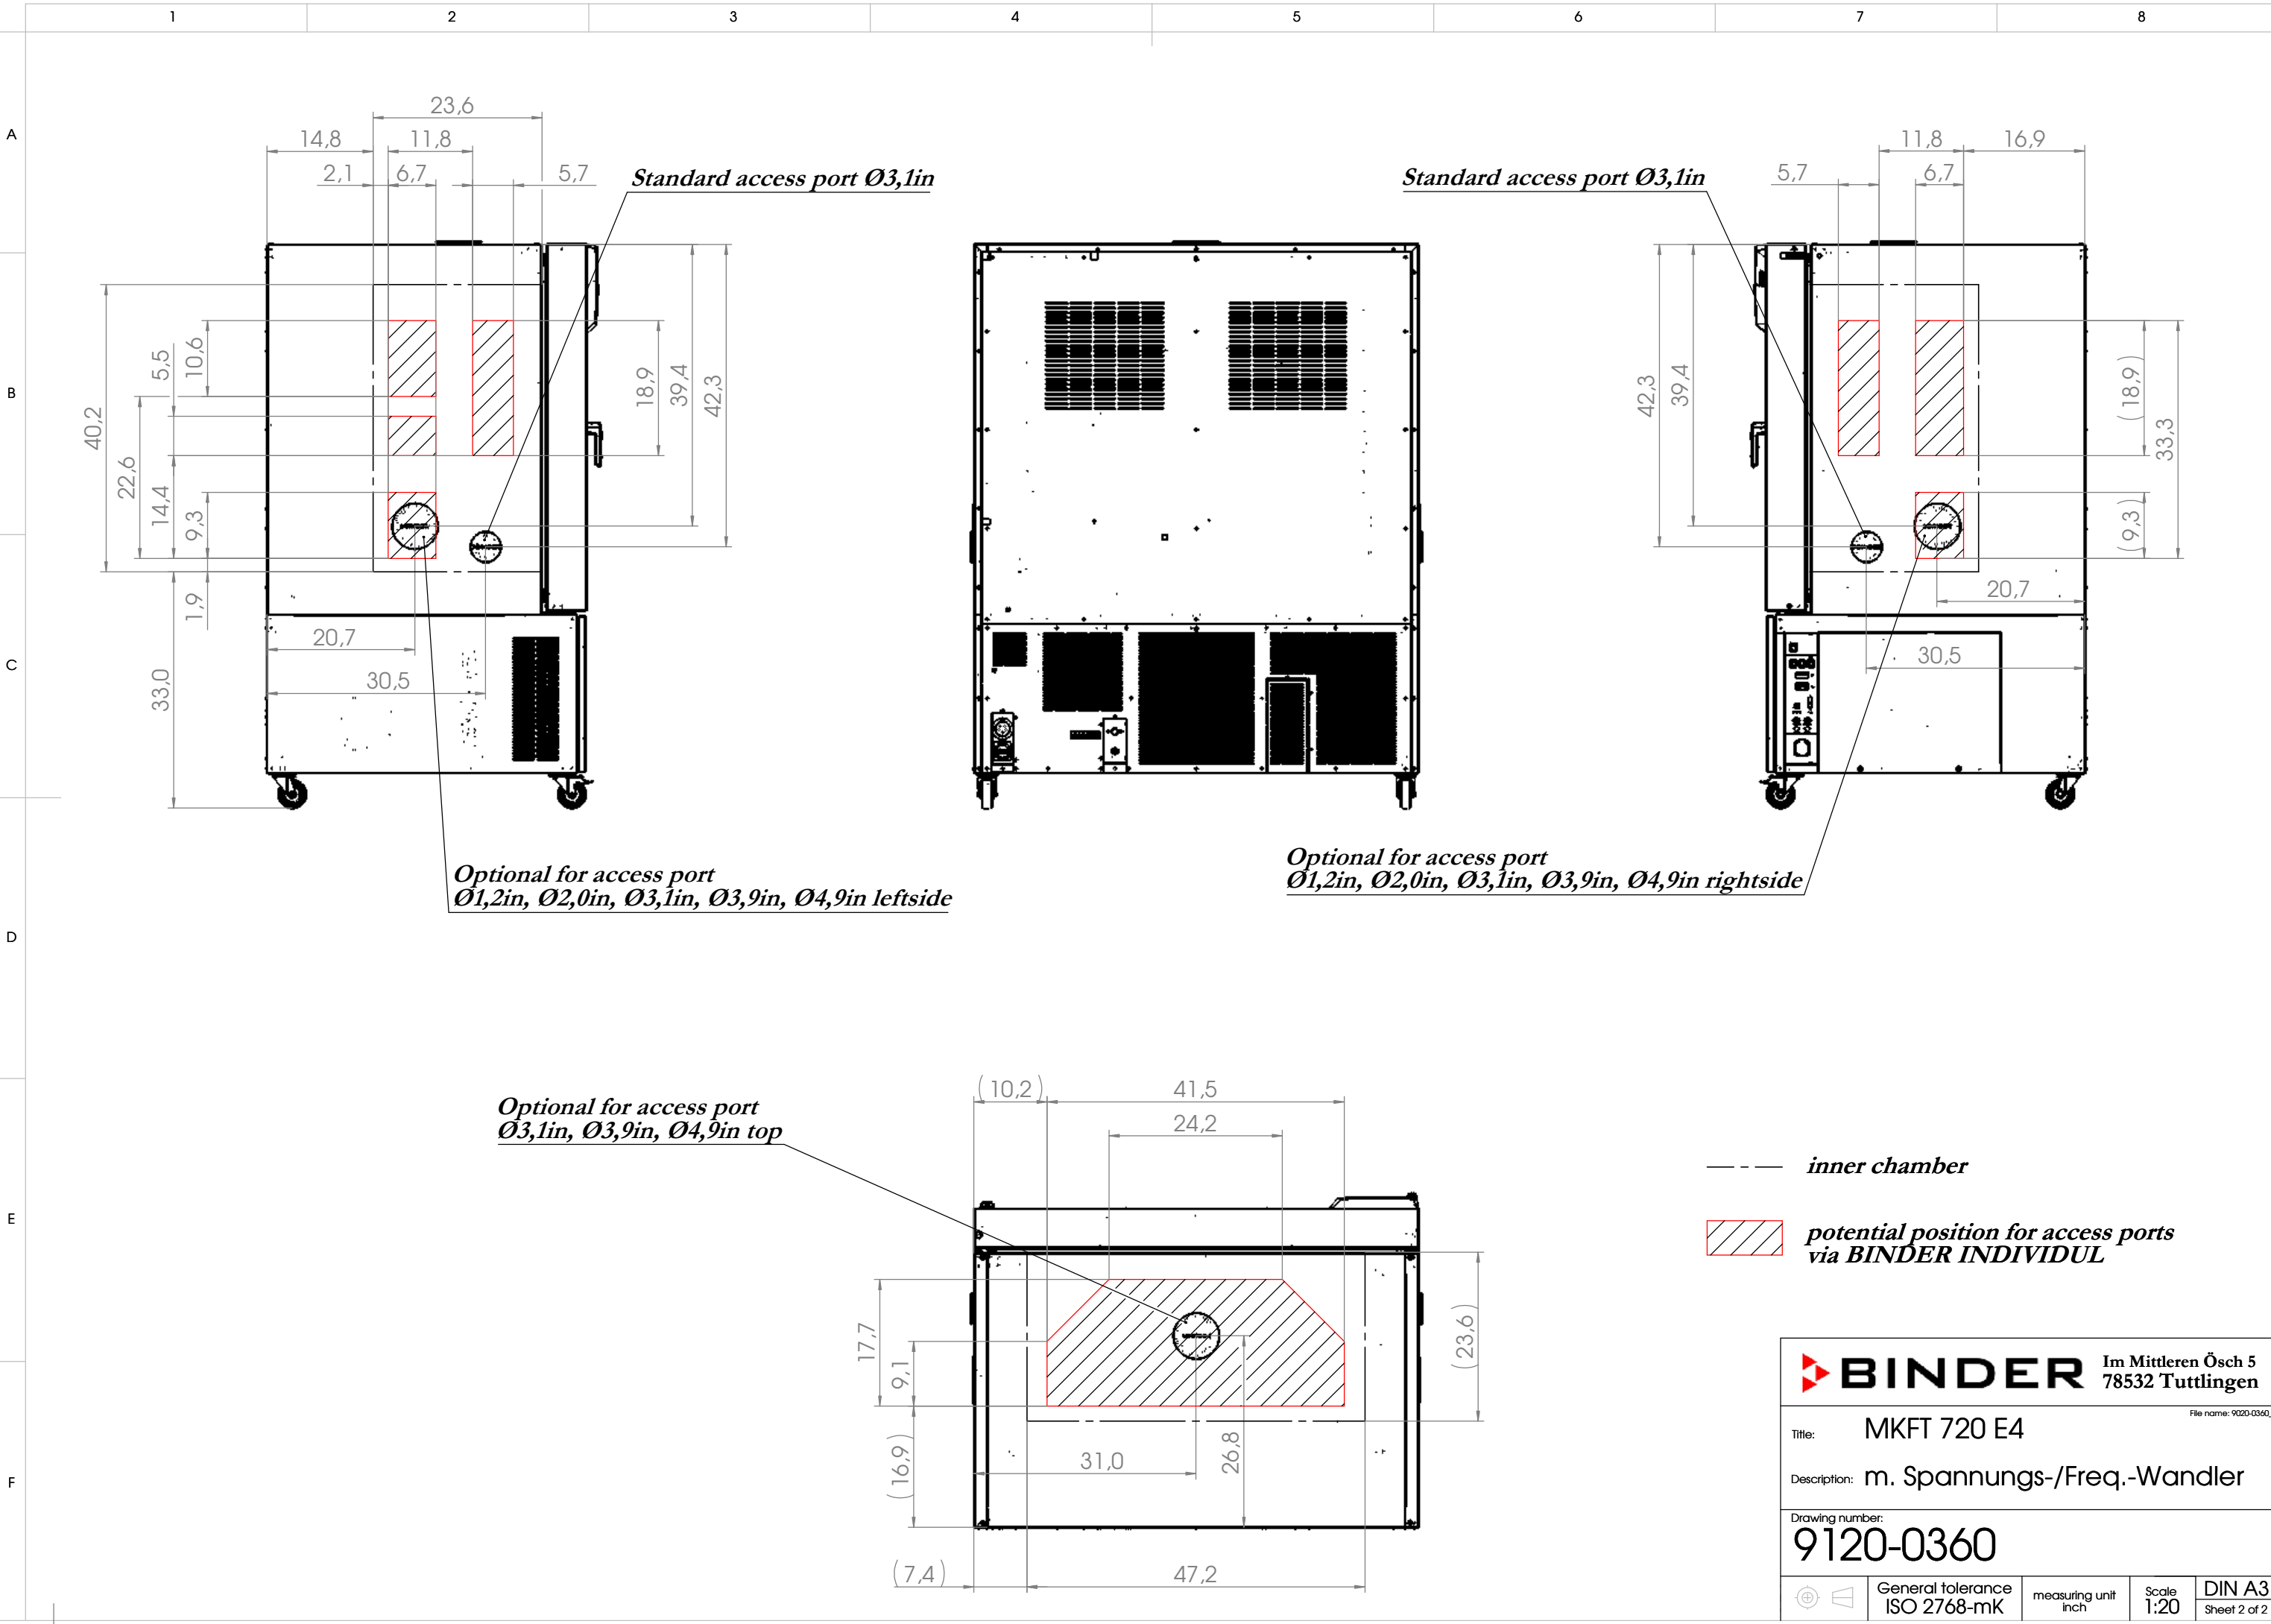 1 2 3 4 5 6 7 8
A
B
C
D
E
F
23,6
14,8 11,8
2,1 6,7 5,7
Standard access port Ø3,1in
40,2
5,5
10,6
22,6
14,4
9,3
1,9
33,0
18,9
39,4
42,3
20,7
30,5
Optional for access port
Ø1,2in, Ø2,0in, Ø3,1in, Ø3,9in, Ø4,9in leftside
Standard access port Ø3,1in
11,8 16,9
5,7 6,7
42,3
39,4
(18,9)
33,3
(9,3)
20,7
30,5
Optional for access port
Ø1,2in, Ø2,0in, Ø3,1in, Ø3,9in, Ø4,9in rightside
Optional for access port
Ø3,1in, Ø3,9in, Ø4,9in top
(10,2) 41,5
24,2
17,7
9,1
(16,9)
31,0
26,8
(23,6)
(7,4) 47,2
inner chamber
potential position for access ports
via BINDER INDIVIDUL
BINDER
Im Mittleren Ösch 5
78532 Tuttlingen
File name: 9020-0360_
Title: MKFT 720 E4
Description: m. Spannungs-/Freq.-Wandler
Drawing number:
9120-0360
General tolerance
ISO 2768-mK
measuring unit
inch
Scale
1:20
DIN A3
Sheet 2 of 2